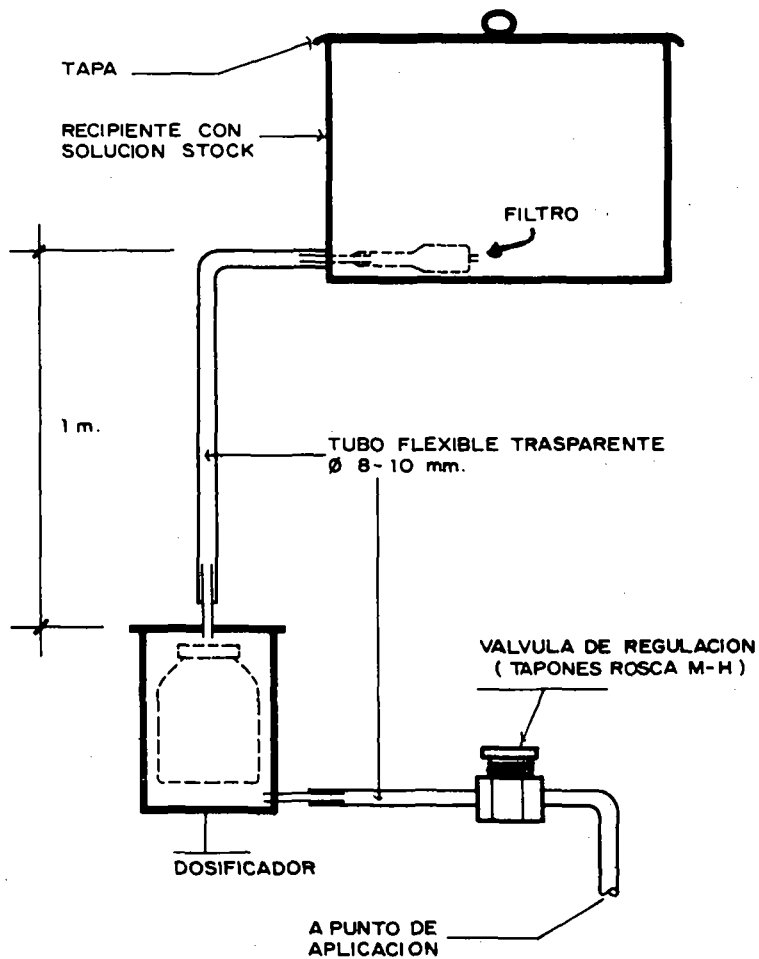 TAPA
RECIPIENTE CON
SOLUCION STOCK
FILTRO
1 m.
TUBO FLEXIBLE TRASPARENTE
Ø 8-10 mm.
VALVULA DE REGULACION
( TAPONES ROSCA M-H )
DOSIFICADOR
A PUNTO DE
APLICACION